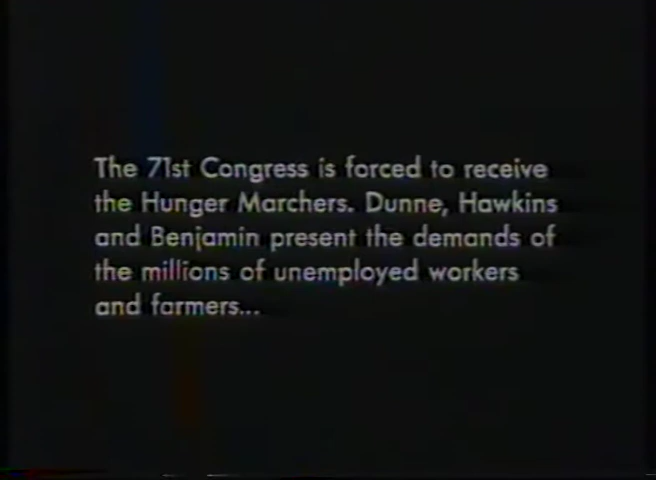 The 71st Congress is forced to receive
the Hunger Marchers. Dunne, Hawkins
and Benjamin present the demands of
the millions of unemployed workers
and farmers...